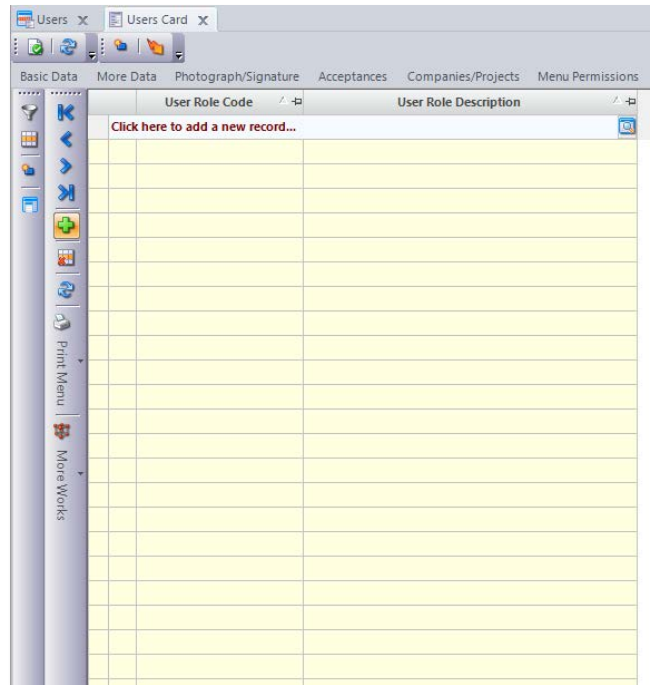 Users X
Users Card X
Basic Data More Data Photograph/Signature Acceptances Companies/Projects Menu Permissions
User Role Code User Role Description
Click here to add a new record...
Print Menu
More Works